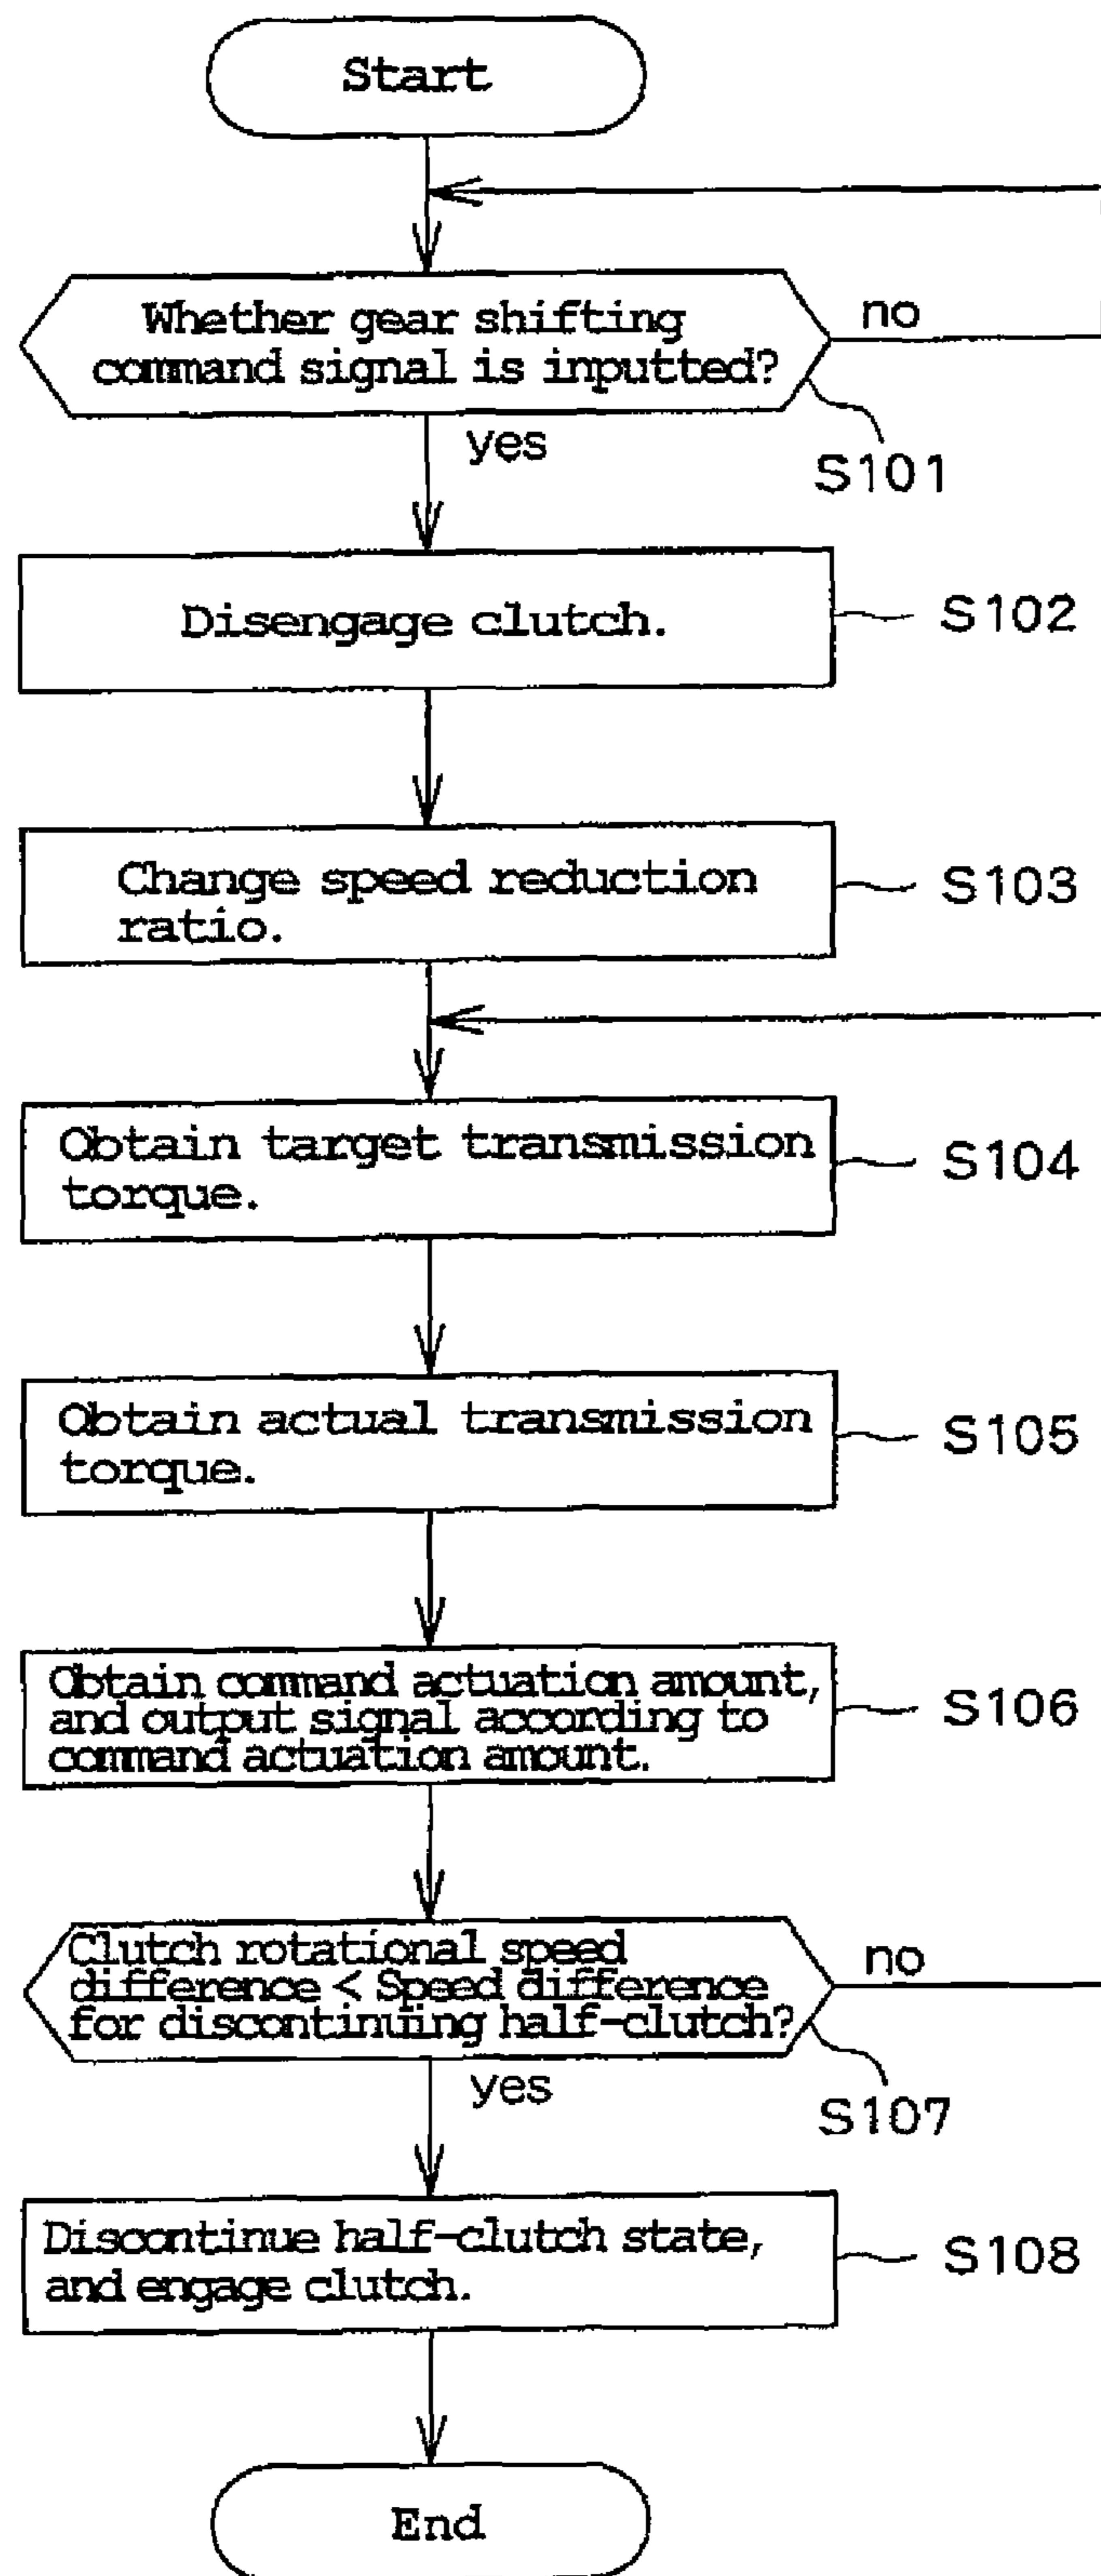 Start
Whether gear shifting
command signal is inputted?
no
yes
S101
Disengage clutch.
S102
Change speed reduction
ratio.
S103
Obtain target transmission
torque.
S104
Obtain actual transmission
torque.
S105
Obtain command actuation amount,
and output signal according to
command actuation amount.
S106
Clutch rotational speed
difference < Speed difference
for discontinuing half-clutch?
no
yes
S107
Discontinue half-clutch state,
and engage clutch.
S108
End